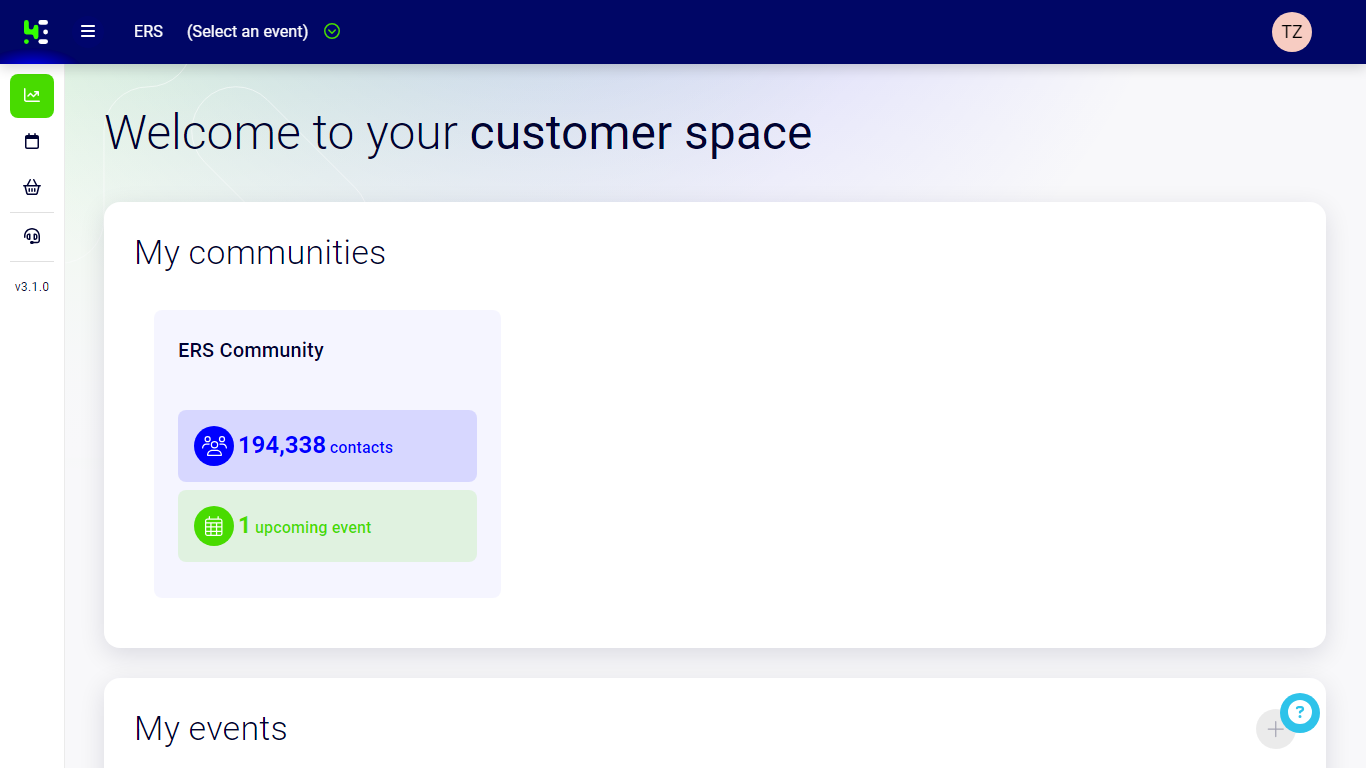 ERS (Select an event)
TZ
Welcome to your customer space
My communities
ERS Community
194,338 contacts
1 upcoming event
v3.1.0
My events
?